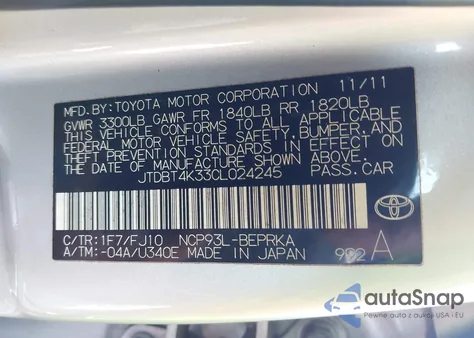 MFD.BY:TOYOTA MOTOR CORPORATION 11/11
GVWR 3300LB GAWR FR 1840LB RR 1820LB
THIS VEHICLE CONFORMS TO ALL APPLICABLE
FEDERAL MOTOR VEHICLE SAFETY, BUMPER, AND
THEFT PREVENTION STANDARDS IN EFFECT ON
THE DATE OF MANUFACTURE SHOWN ABOVE.
JTDBT4K33CL024245 PASS.CAR
C/TR:1F7/FJ10 NCP93L-BEPRKA
A/TM:-04A/U340E MADE IN JAPAN 9D2 A
autoSnap
Pewne auta z aukcji USA i EU